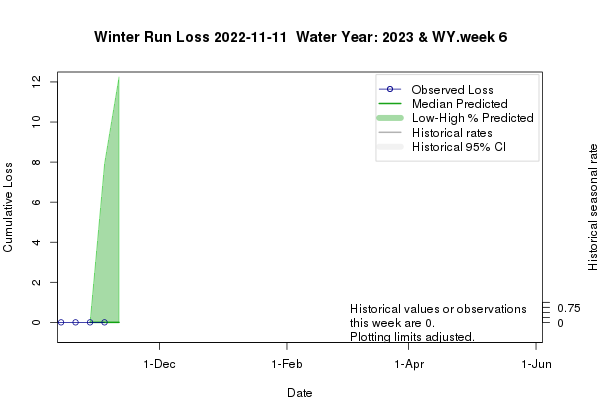 Winter Run Loss 2022-11-11  Water Year: 2023 & WY.week 6
Observed Loss
Median Predicted
Low-High % Predicted
Historical rates
Historical 95% CI
Cumulative Loss
12
10
8
6
4
2
0
Historical values or observations
this week are 0.
Plotting limits adjusted.
0.75
0
Historical seasonal rate
1-Dec
1-Feb
1-Apr
1-Jun
Date